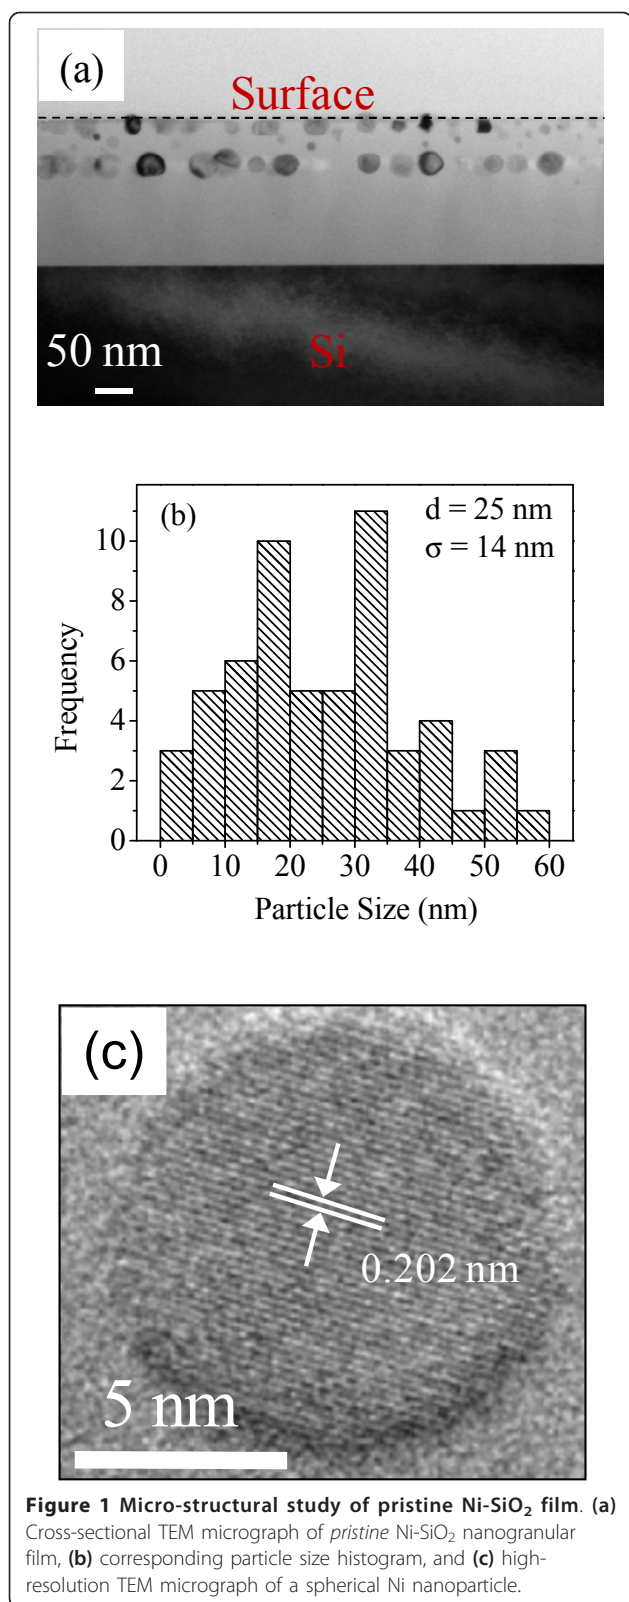 (a)
Surface
Si
50 nm
(b)
d = 25 nm
σ = 14 nm
10
8
6
4
2
0
Frequency
0 10 20 30 40 50 60
Particle Size (nm)
(c)
0.202 nm
5 nm
Figure 1 Micro-structural study of pristine Ni-SiO₂ film. (a)
Cross-sectional TEM micrograph of pristine Ni-SiO₂ nanogranular
film, (b) corresponding particle size histogram, and (c) high-
resolution TEM micrograph of a spherical Ni nanoparticle.